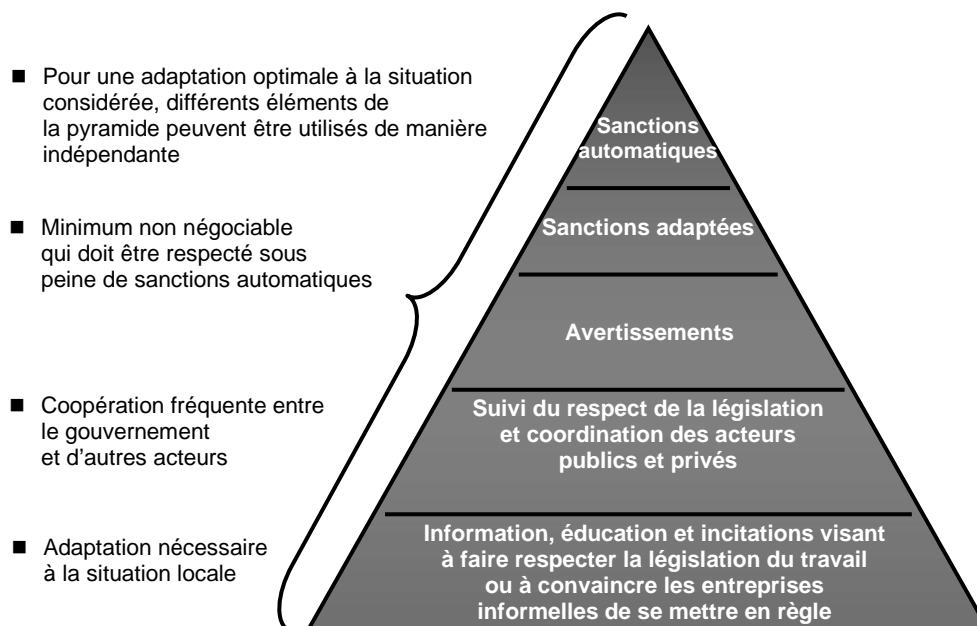 ■ Pour une adaptation optimale à la situation
considérée, différents éléments de
la pyramide peuvent être utilisés de manière
indépendante
■ Minimum non négociable
qui doit être respecté sous
peine de sanctions automatiques
■ Coopération fréquente entre
le gouvernement
et d'autres acteurs
■ Adaptation nécessaire
à la situation locale
Sanctions
automatiques
Sanctions adaptées
Avertissements
Suivi du respect de la législation
et coordination des acteurs
publics et privés
Information, éducation et incitations visant
à faire respecter la législation du travail
ou à convaincre les entreprises
informelles de se mettre en règle